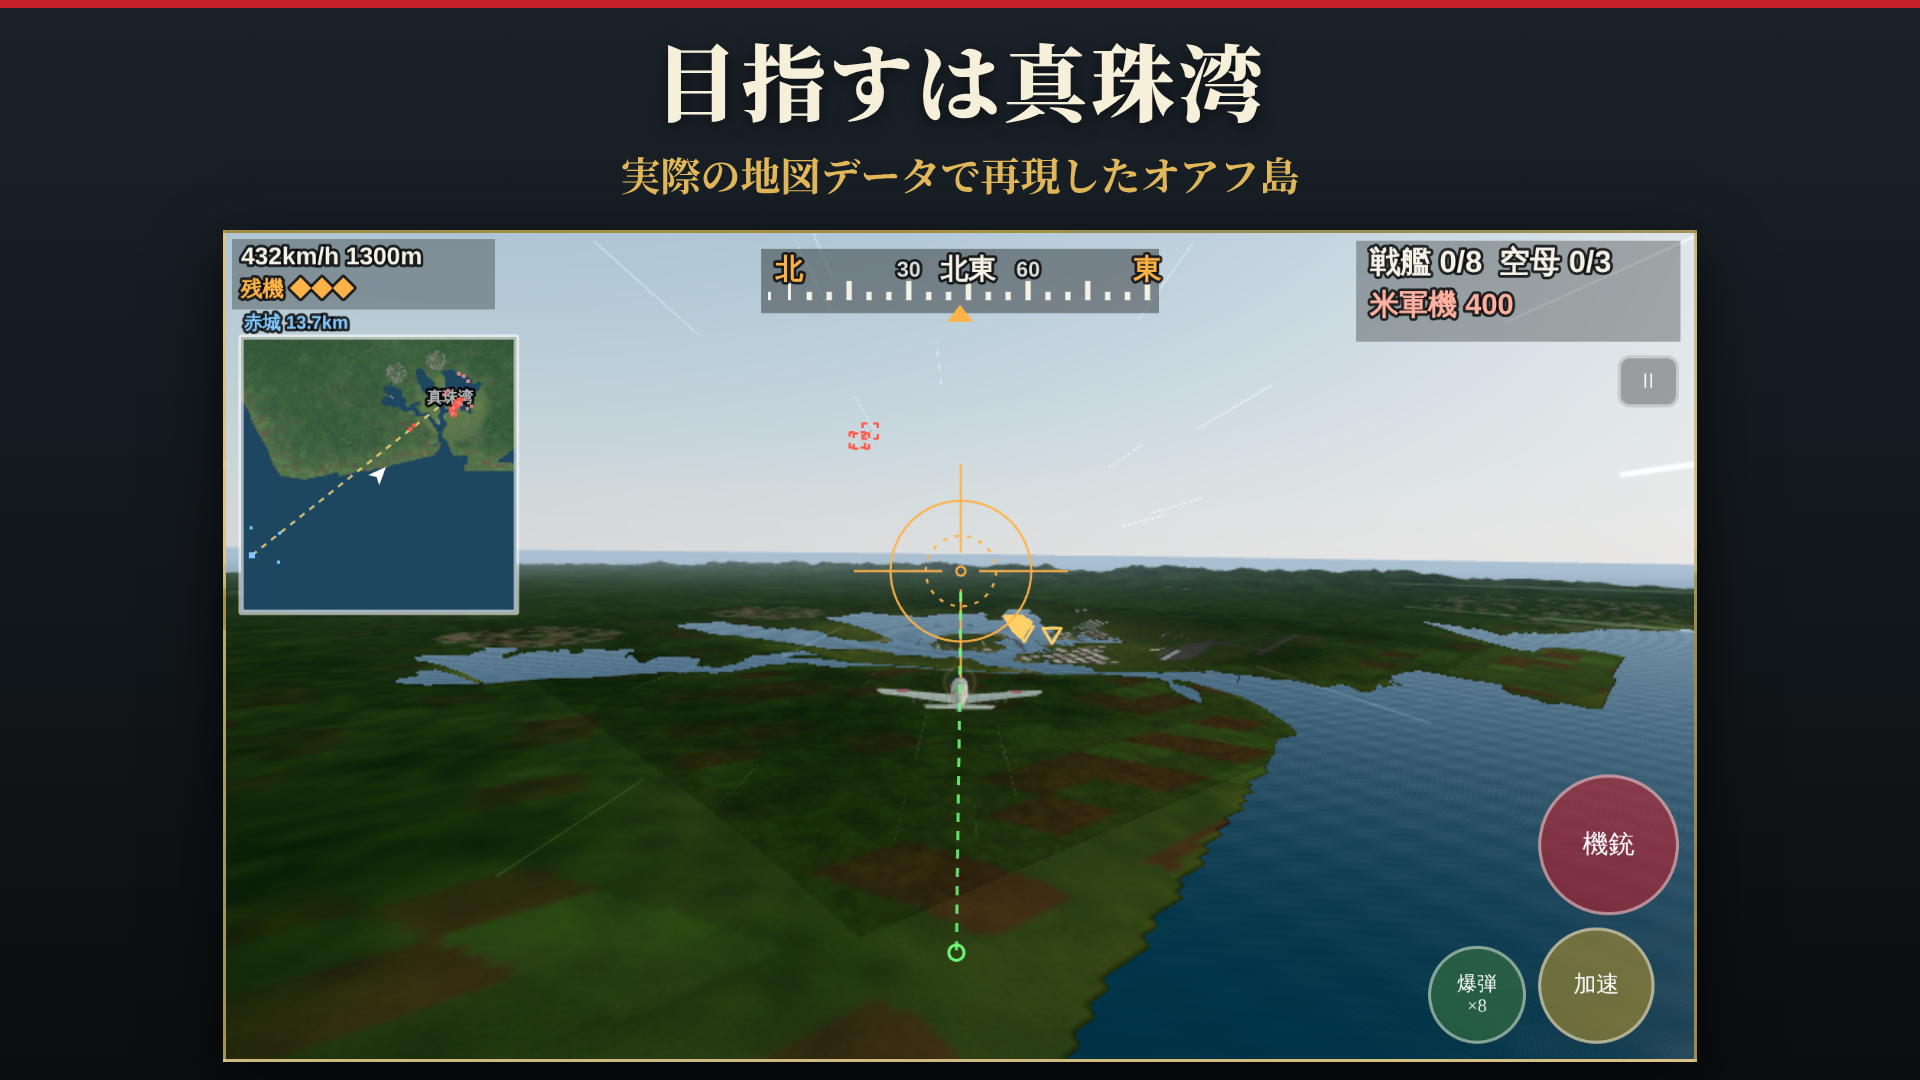 目指すは真珠湾
実際の地図データで再現したオアフ島
432km/h 1300m
残機
赤城 13.7km
真珠湾
北 30 北東 60 東
戦艦 0/8 空母 0/3
米軍機 400
機銃
加速
爆弾
×8